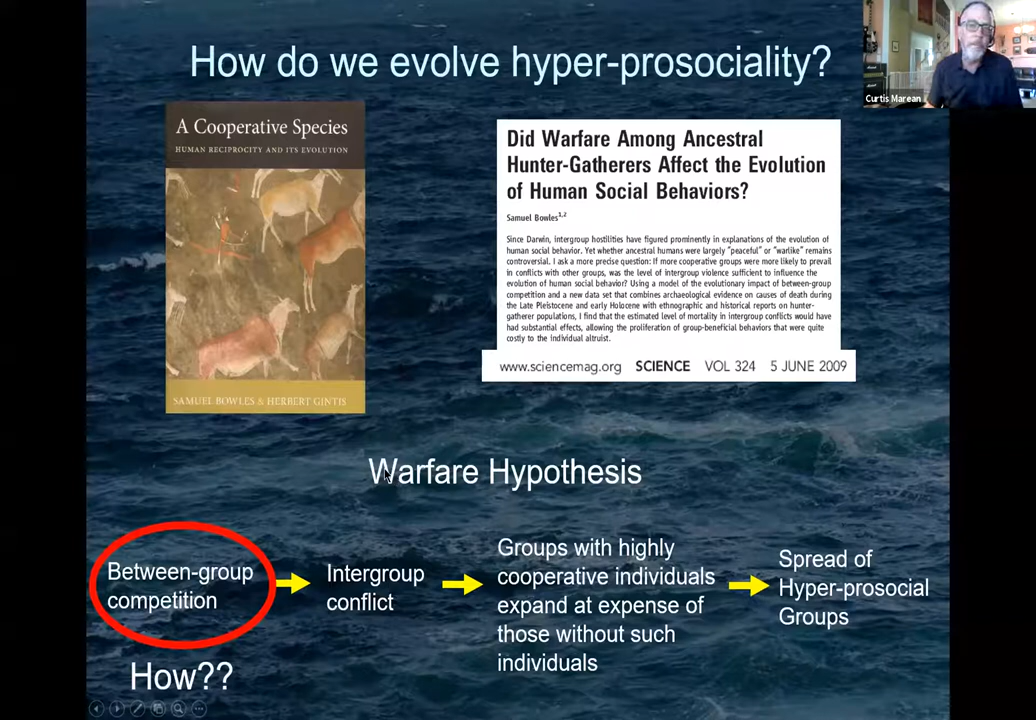 How do we evolve hyper-prosociality?
Curtis Marean
A Cooperative Species
HUMAN RECIPROCITY AND ITS EVOLUTION
SAMUEL BOWLES & HERBERT GINTIS
Did Warfare Among Ancestral
Hunter-Gatherers Affect the Evolution
of Human Social Behaviors?
Samuel Bowles1,2
Since Darwin, intergroup hostilities have figured prominently in explanations of the evolution of
human social behavior. Yet whether ancestral humans were largely "peaceful" or "warlike" remains
controversial. I ask a more precise question: If more cooperative groups were more likely to prevail
in conflicts with other groups, was the level of intergroup violence sufficient to influence the
evolution of human social behavior? Using a model of the evolutionary impact of between-group
competition and a new data set that combines archaeological evidence on causes of death during
the Late Pleistocene and early Holocene with ethnographic and historical reports on hunter-
gatherer populations, I find that the estimated level of mortality in intergroup conflicts would have
had substantial effects, allowing the proliferation of group-beneficial behaviors that were quite
costly to the individual altruist.
www.sciencemag.org SCIENCE VOL 324 5 JUNE 2009
Warfare Hypothesis
Between-group
competition
How??
Intergroup
conflict
Groups with highly
cooperative individuals
expand at expense of
those without such
individuals
Spread of
Hyper-prosocial
Groups